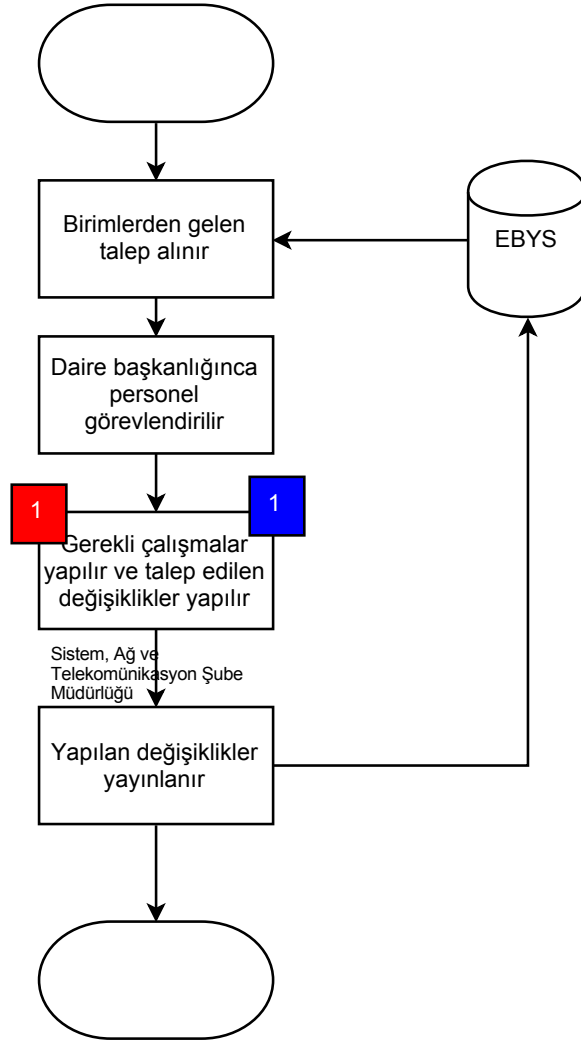 Birimlerden gelen
talep alınır
EBYS
Daire başkanlığınca
personel
görevlendirilir
1
1
Gerekli çalışmalar
yapılır ve talep edilen
değişiklikler yapılır
Sistem, Ağ ve
Telekomünikasyon Şube
Müdürlüğü
Yapılan değişiklikler
yayınlanır